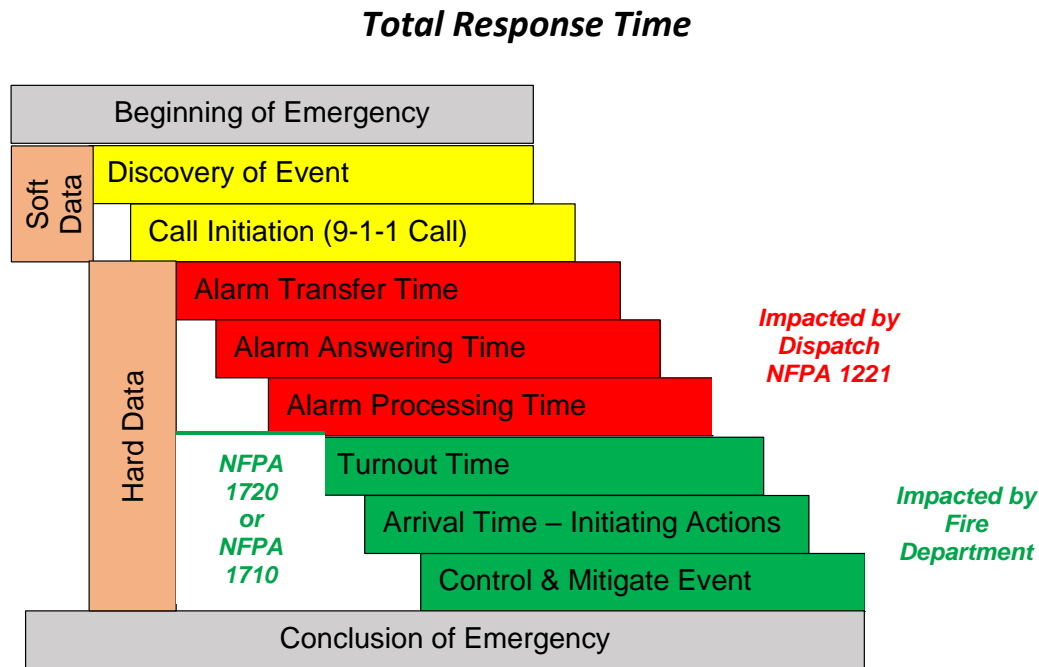 Total Response Time
Beginning of Emergency
Soft
Data
Discovery of Event
Call Initiation (9-1-1 Call)
Hard Data
Alarm Transfer Time
Alarm Answering Time
Alarm Processing Time
Impacted by
Dispatch
NFPA 1221
NFPA
1720
or
NFPA
1710
Turnout Time
Arrival Time – Initiating Actions
Control & Mitigate Event
Impacted by
Fire
Department
Conclusion of Emergency